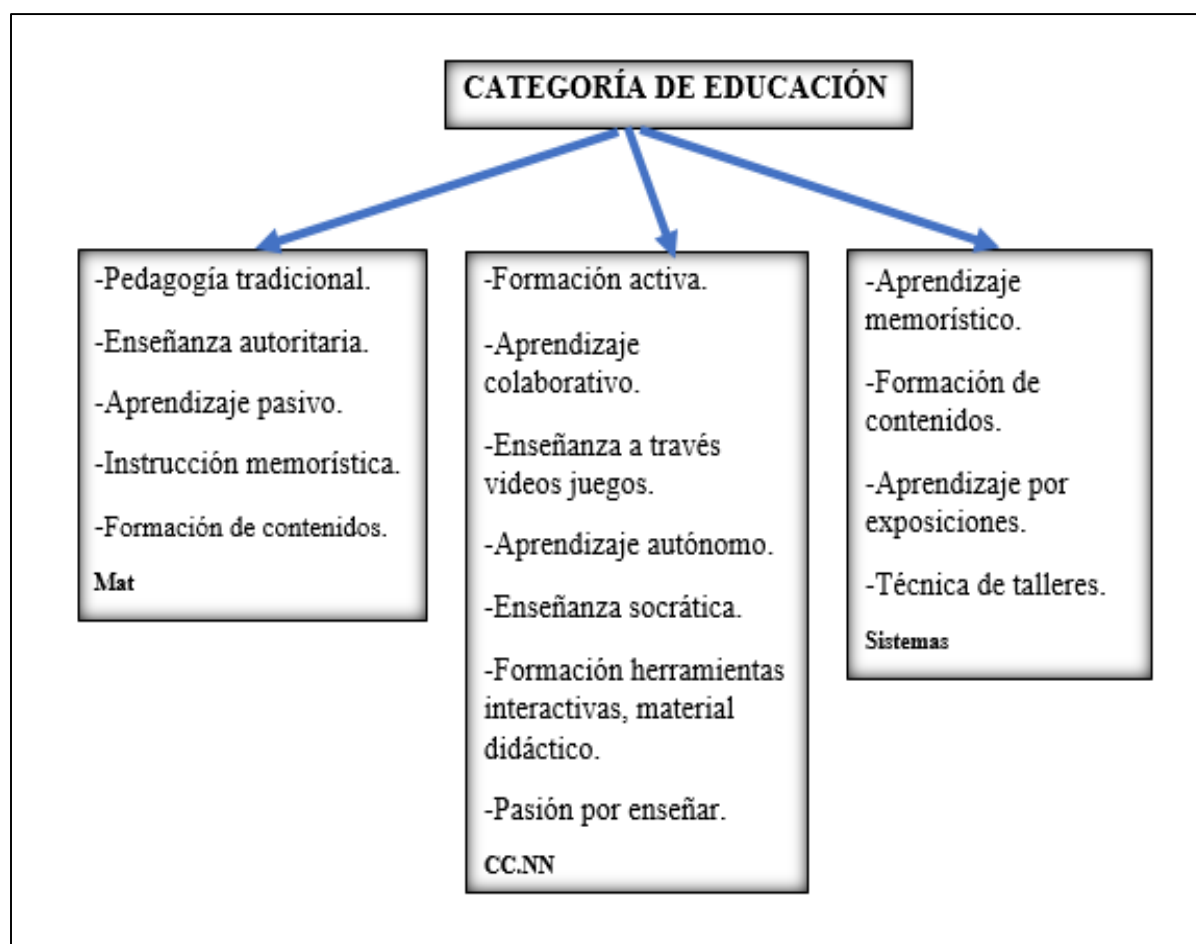 CATEGORÍA DE EDUCACIÓN
-Pedagogía tradicional.
-Enseñanza autoritaria.
-Aprendizaje pasivo.
-Instrucción memorística.
-Formación de contenidos.
Mat
-Formación activa.
-Aprendizaje
colaborativo.
-Enseñanza a través
videos juegos.
-Aprendizaje autónomo.
-Enseñanza socrática.
-Formación herramientas
interactivas, material
didáctico.
-Pasión por enseñar.
CC.NN
-Aprendizaje
memorístico.
-Formación de
contenidos.
-Aprendizaje por
exposiciones.
-Técnica de talleres.
Sistemas